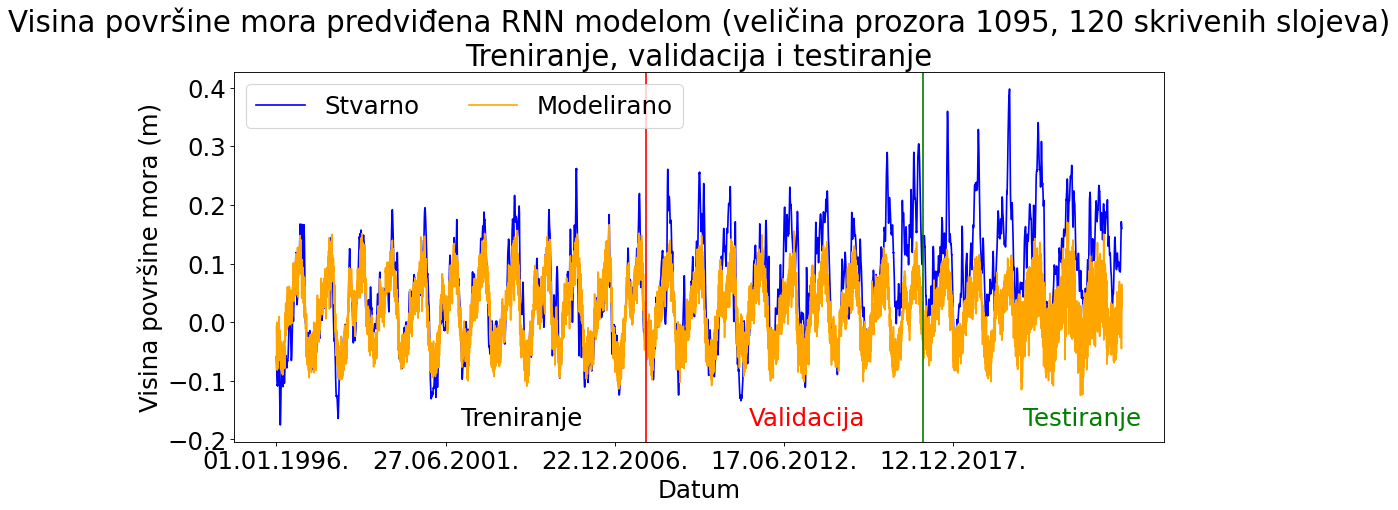 Visina površine mora predviđena RNN modelom (veličina prozora 1095, 120 skrivenih slojeva)
Treniranje, validacija i testiranje
Stvarno
Modelirano
Visina površine mora (m)
0.4
0.3
0.2
0.1
0.0
−0.1
−0.2
Treniranje
Validacija
Testiranje
01.01.1996.
27.06.2001.
22.12.2006.
17.06.2012.
12.12.2017.
Datum